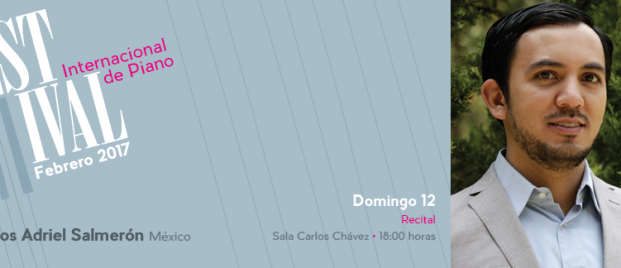 ST
IVAL
Internacional
de Piano
Febrero 2017
Domingo 12
Recital
Sala Carlos Chávez • 18:00 horas
os Adriel Salmerón México